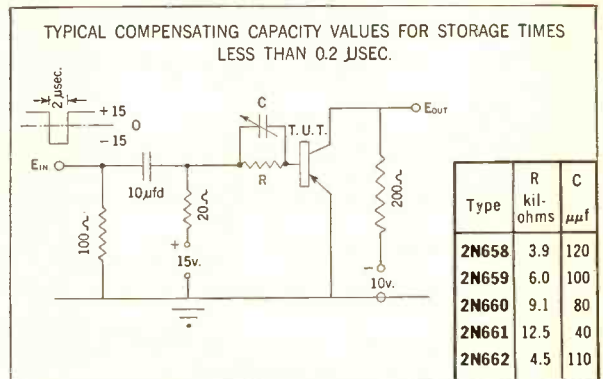 TYPICAL COMPENSATING CAPACITY VALUES FOR STORAGE TIMES
LESS THAN 0.2 µSEC.
2 µsec.
+15
0
-15
EIN
10µfd
100Ω
20Ω
+
15v.
C
R
T.U.T.
EOUT
200Ω
-
10v.
Type R kil-ohms C µµf
2N658 3.9 120
2N659 6.0 100
2N660 9.1 80
2N661 12.5 40
2N662 4.5 110